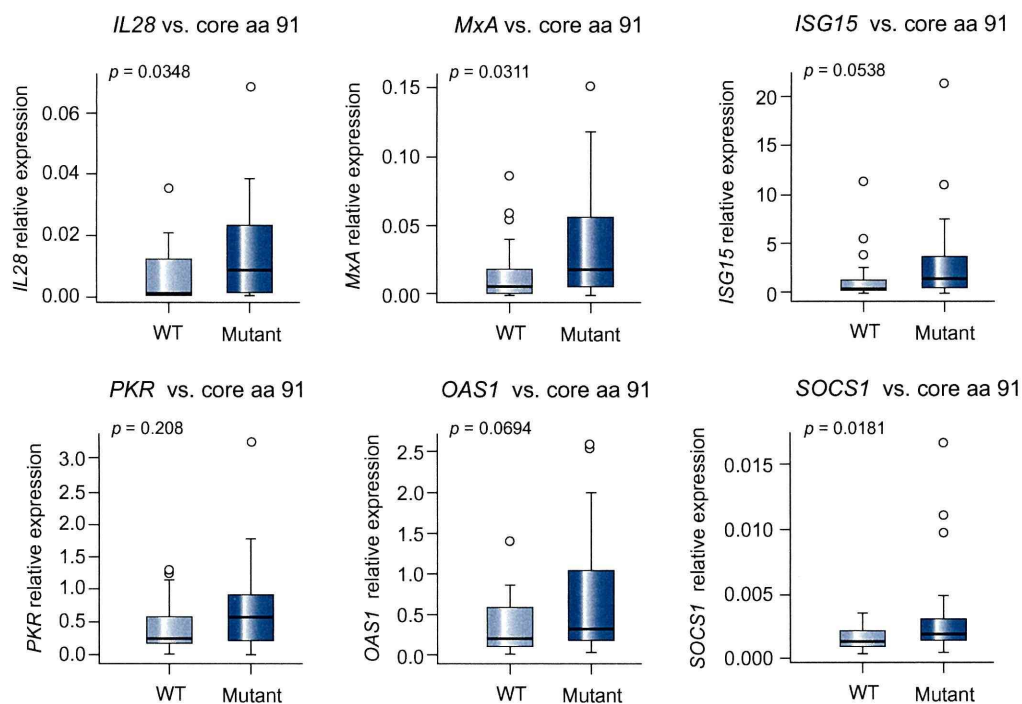 IL28 vs. core aa 91
p = 0.0348
IL28 relative expression
0.06
0.04
0.02
0.00
WT Mutant
MxA vs. core aa 91
p = 0.0311
MxA relative expression
0.15
0.10
0.05
0.00
WT Mutant
ISG15 vs. core aa 91
p = 0.0538
ISG15 relative expression
20
15
10
5
0
WT Mutant
PKR vs. core aa 91
p = 0.208
PKR relative expression
3.0
2.5
2.0
1.5
1.0
0.5
0.0
WT Mutant
OAS1 vs. core aa 91
p = 0.0694
OAS1 relative expression
2.5
2.0
1.5
1.0
0.5
0.0
WT Mutant
SOCS1 vs. core aa 91
p = 0.0181
SOCS1 relative expression
0.015
0.010
0.005
0.000
WT Mutant